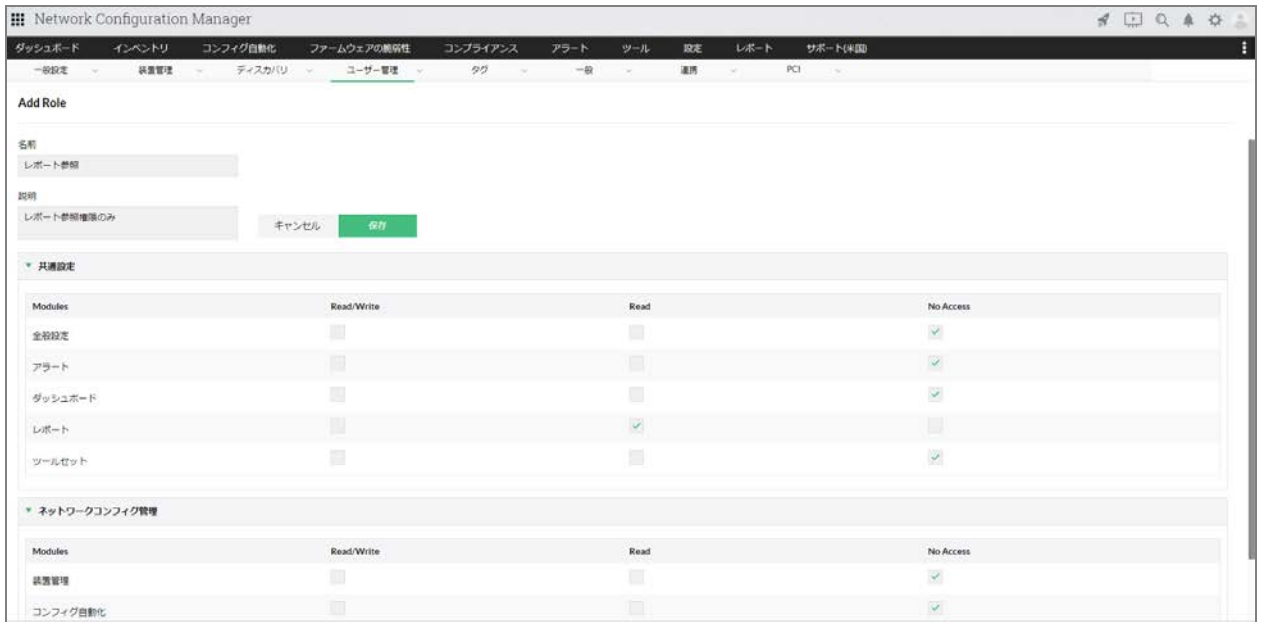 Network Configuration Manager
ダッシュボード インベントリ コンフィグ自動化 ファームウェアの脆弱性 コンプライアンス アラート ツール 設定 レポート サポート(米国)
一般設定 装置管理 ディスカバリ ユーザー管理 タグ 一般 連携 PCI
Add Role
名前
レポート参照
説明
レポート参照権限のみ
キャンセル 保存
共通設定
Modules Read/Write Read No Access
全般設定
アラート
ダッシュボード
レポート
ツールセット
ネットワークコンフィグ管理
Modules Read/Write Read No Access
装置管理
コンフィグ自動化